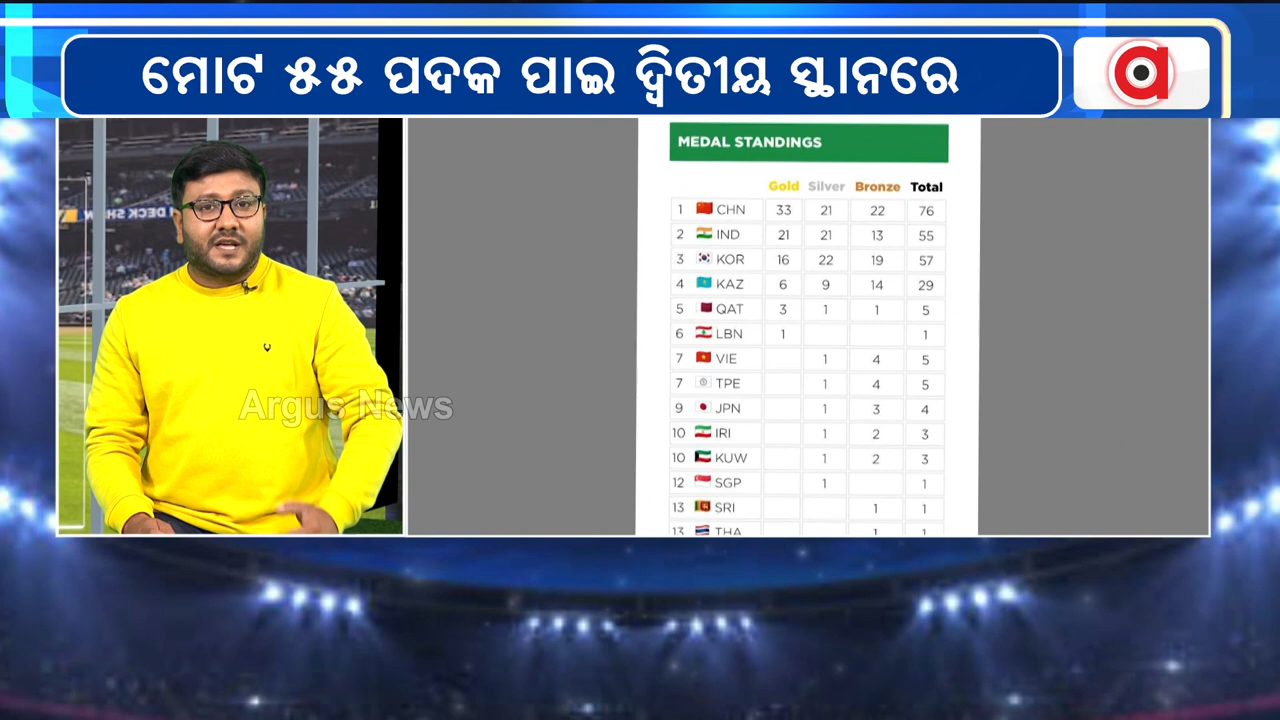 ମୋଟ ୫୫ ପଦକ ପାଇ ଦ୍ୱିତୀୟ ସ୍ଥାନରେ
a
MEDAL STANDINGS
Gold Silver Bronze Total
1 CHN 33 21 22 76
2 IND 21 21 13 55
3 KOR 16 22 19 57
4 KAZ 6 9 14 29
5 QAT 3 1 1 5
6 LBN 1 1
7 VIE 1 4 5
7 TPE 1 4 5
9 JPN 1 3 4
10 IRI 1 2 3
10 KUW 1 2 3
12 SGP 1 1
13 SRI 1 1
13 THA 1 1
Argus News